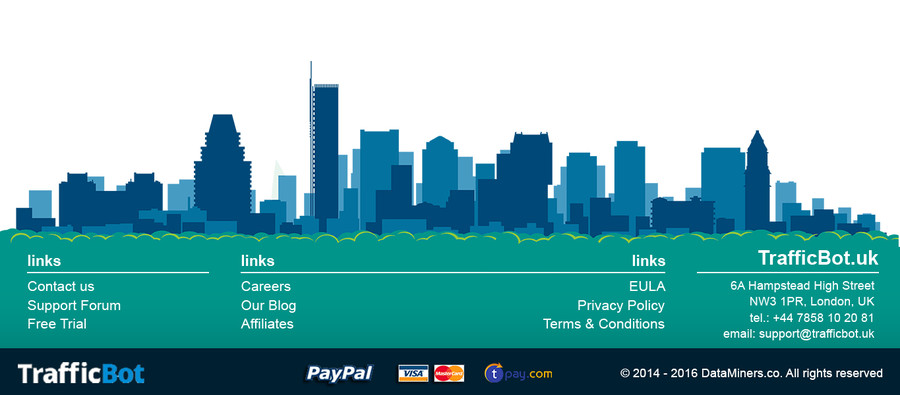 links
Contact us
Support Forum
Free Trial
links
Careers
Our Blog
Affiliates
links
EULA
Privacy Policy
Terms & Conditions
TrafficBot.uk
6A Hampstead High Street
NW3 1PR, London, UK
tel.: +44 7858 10 20 81
email: support@trafficbot.uk
TrafficBot
PayPal
VISA
MasterCard
tpay.com
© 2014 - 2016 DataMiners.co. All rights reserved